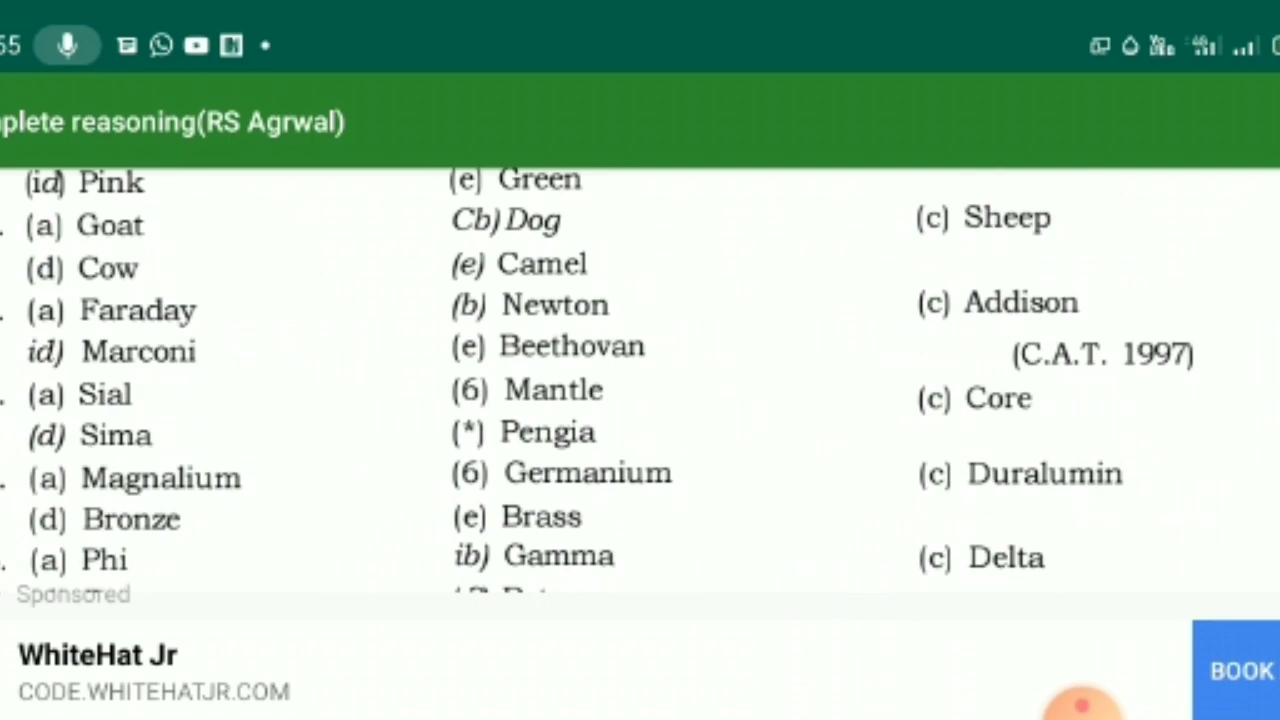 55
plete reasoning(RS Agrwal)
(id) Pink (e) Green
. (a) Goat Cb) Dog (c) Sheep
(d) Cow (e) Camel
. (a) Faraday (b) Newton (c) Addison
id) Marconi (e) Beethovan (C.A.T. 1997)
. (a) Sial (6) Mantle (c) Core
(d) Sima (*) Pengia
. (a) Magnalium (6) Germanium (c) Duralumin
(d) Bronze (e) Brass
. (a) Phi ib) Gamma (c) Delta
Sponsored
WhiteHat Jr
CODE.WHITEHATJR.COM
BOOK